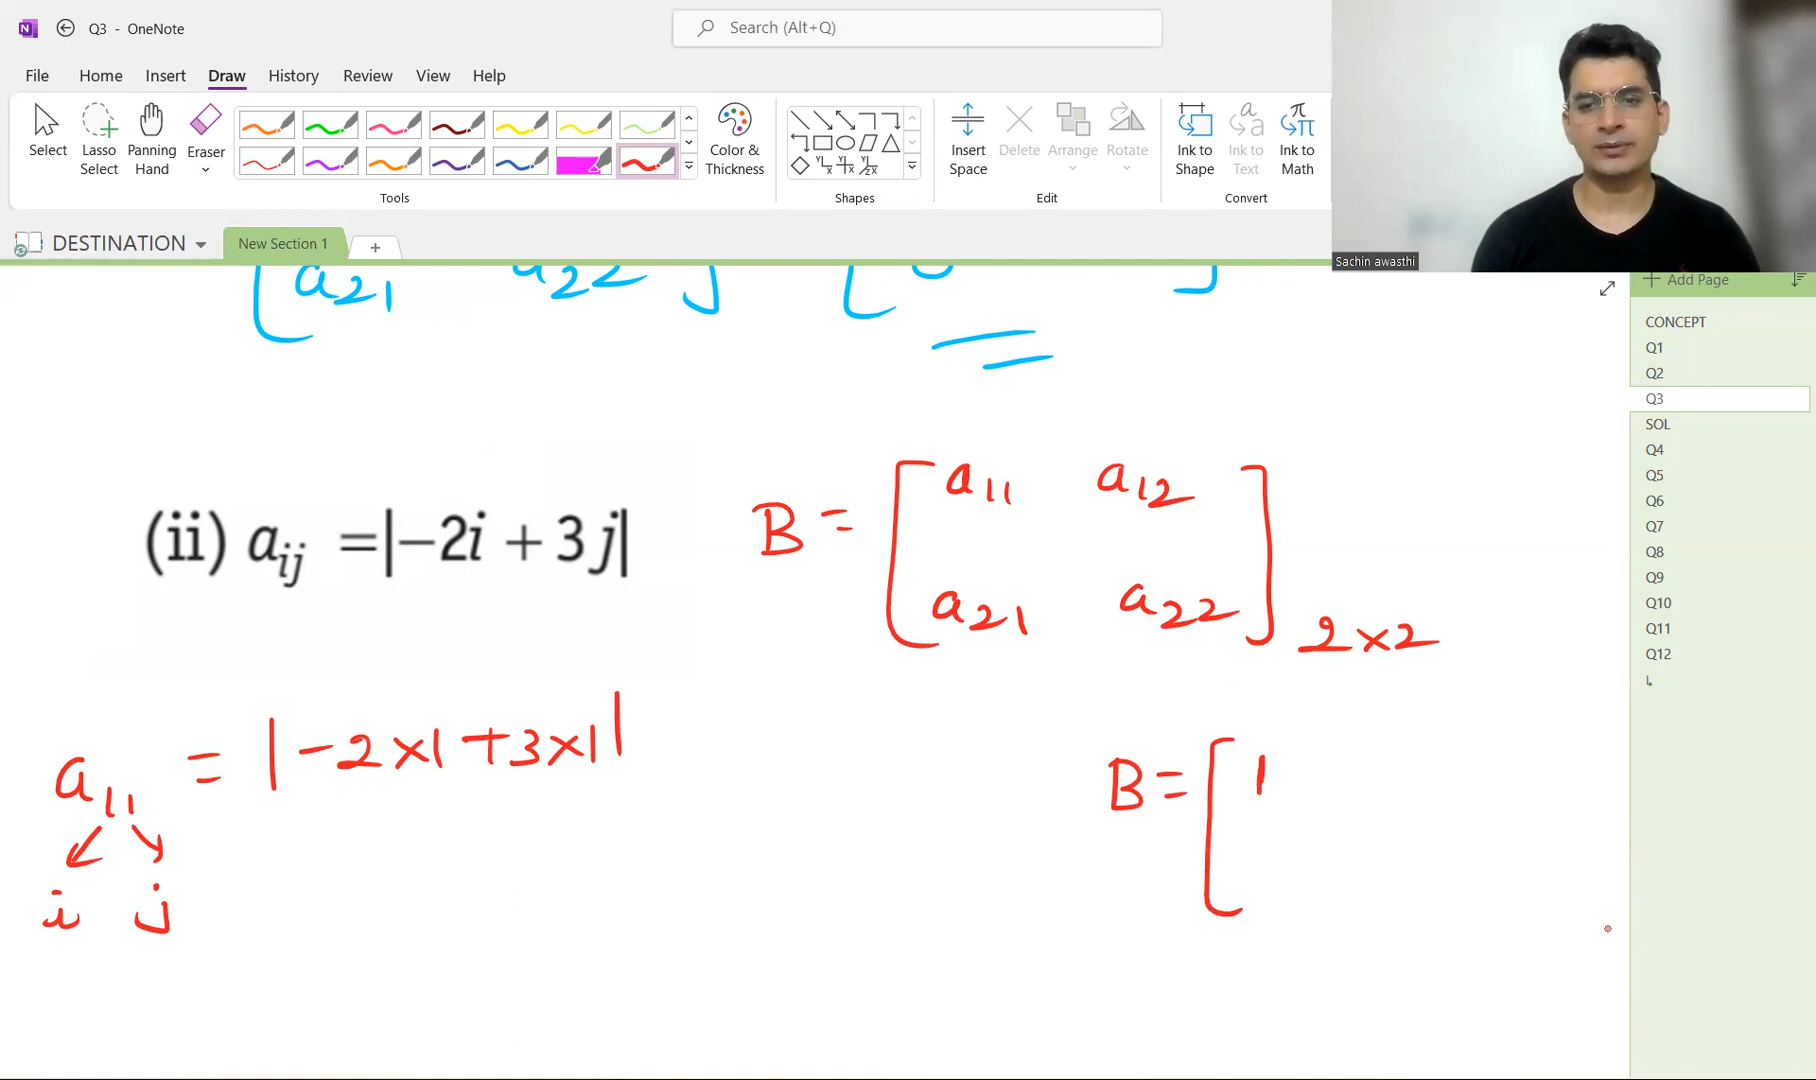 Q3 - OneNote
Search (Alt+Q)
File Home Insert Draw History Review View Help
Select
Lasso Select
Panning Hand
Eraser
Color & Thickness
Insert Space
Delete
Arrange
Rotate
Ink to Shape
Ink to Text
Ink to Math
Tools Shapes Edit Convert
DESTINATION New Section 1 +
Sachin awasthi
Add Page
CONCEPT
Q1
Q2
Q3
SOL
Q4
Q5
Q6
Q7
Q8
Q9
Q10
Q11
Q12
a21 a22
(ii) aij =|−2i + 3j|
B = [ a11 a12
a21 a22 ] 2×2
a11 = |−2×1+3×1|
i j
B = [ 1